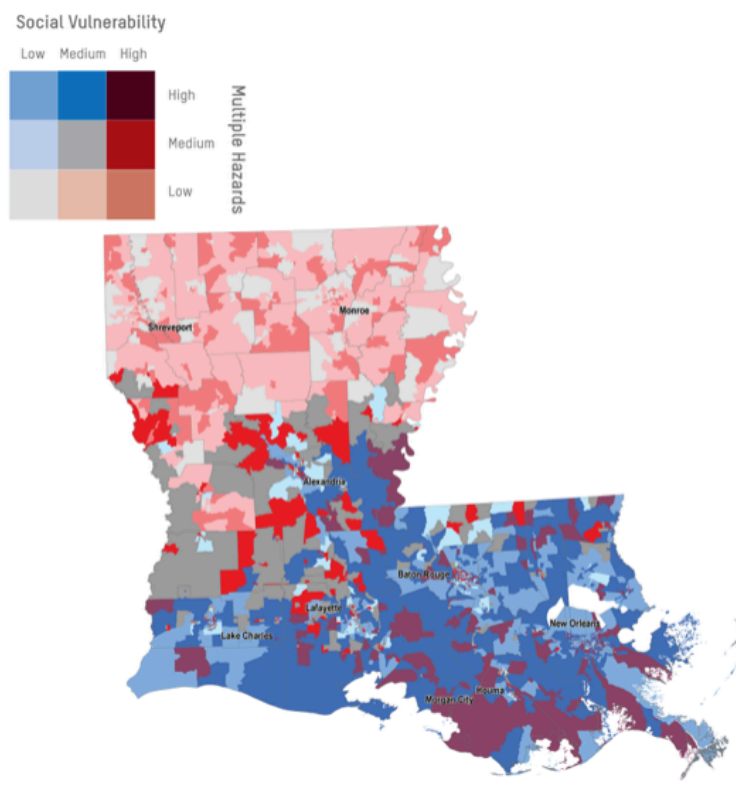 Social Vulnerability
Low Medium High
High
Medium
Low
Multiple Hazards
Monroe
Shreveport
Alexandria
Baton Rouge
Lafayette
New Orleans
Lake Charles
Houma
Morgan City